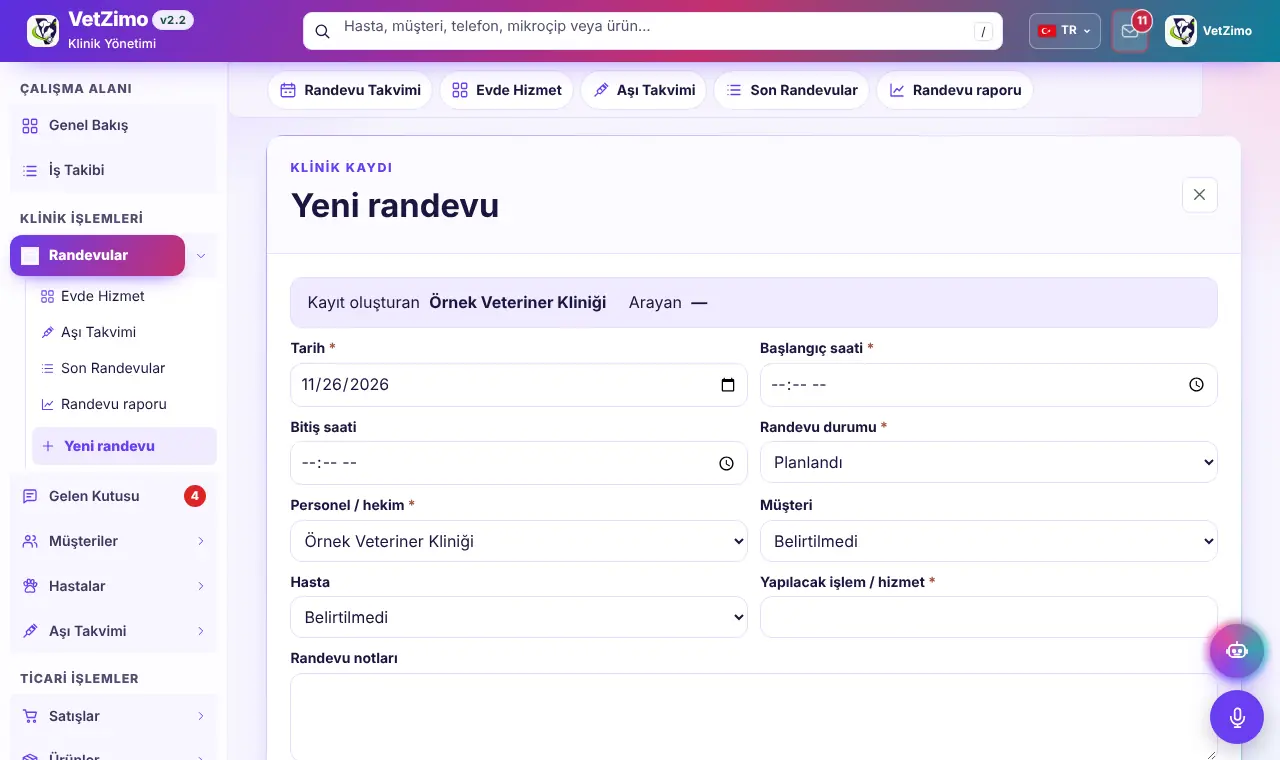 VetZimo v2.2
Klinik Yönetimi
Hasta, müşteri, telefon, mikroçip veya ürün...
/
TR
11
VetZimo
ÇALIŞMA ALANI
Genel Bakış
İş Takibi
KLİNİK İŞLEMLERİ
Randevular
Evde Hizmet
Aşı Takvimi
Son Randevular
Randevu raporu
Yeni randevu
Gelen Kutusu 4
Müşteriler
Hastalar
Aşı Takvimi
TİCARİ İŞLEMLER
Satışlar
Ürünler
Randevu Takvimi
Evde Hizmet
Aşı Takvimi
Son Randevular
Randevu raporu
KLİNİK KAYDI
Yeni randevu
Kayıt oluşturan Örnek Veteriner Kliniği Arayan —
Tarih *
11/26/2026
Başlangıç saati *
--:-- --
Bitiş saati
--:-- --
Randevu durumu *
Planlandı
Personel / hekim *
Örnek Veteriner Kliniği
Müşteri
Belirtilmedi
Hasta
Belirtilmedi
Yapılacak işlem / hizmet *
Randevu notları